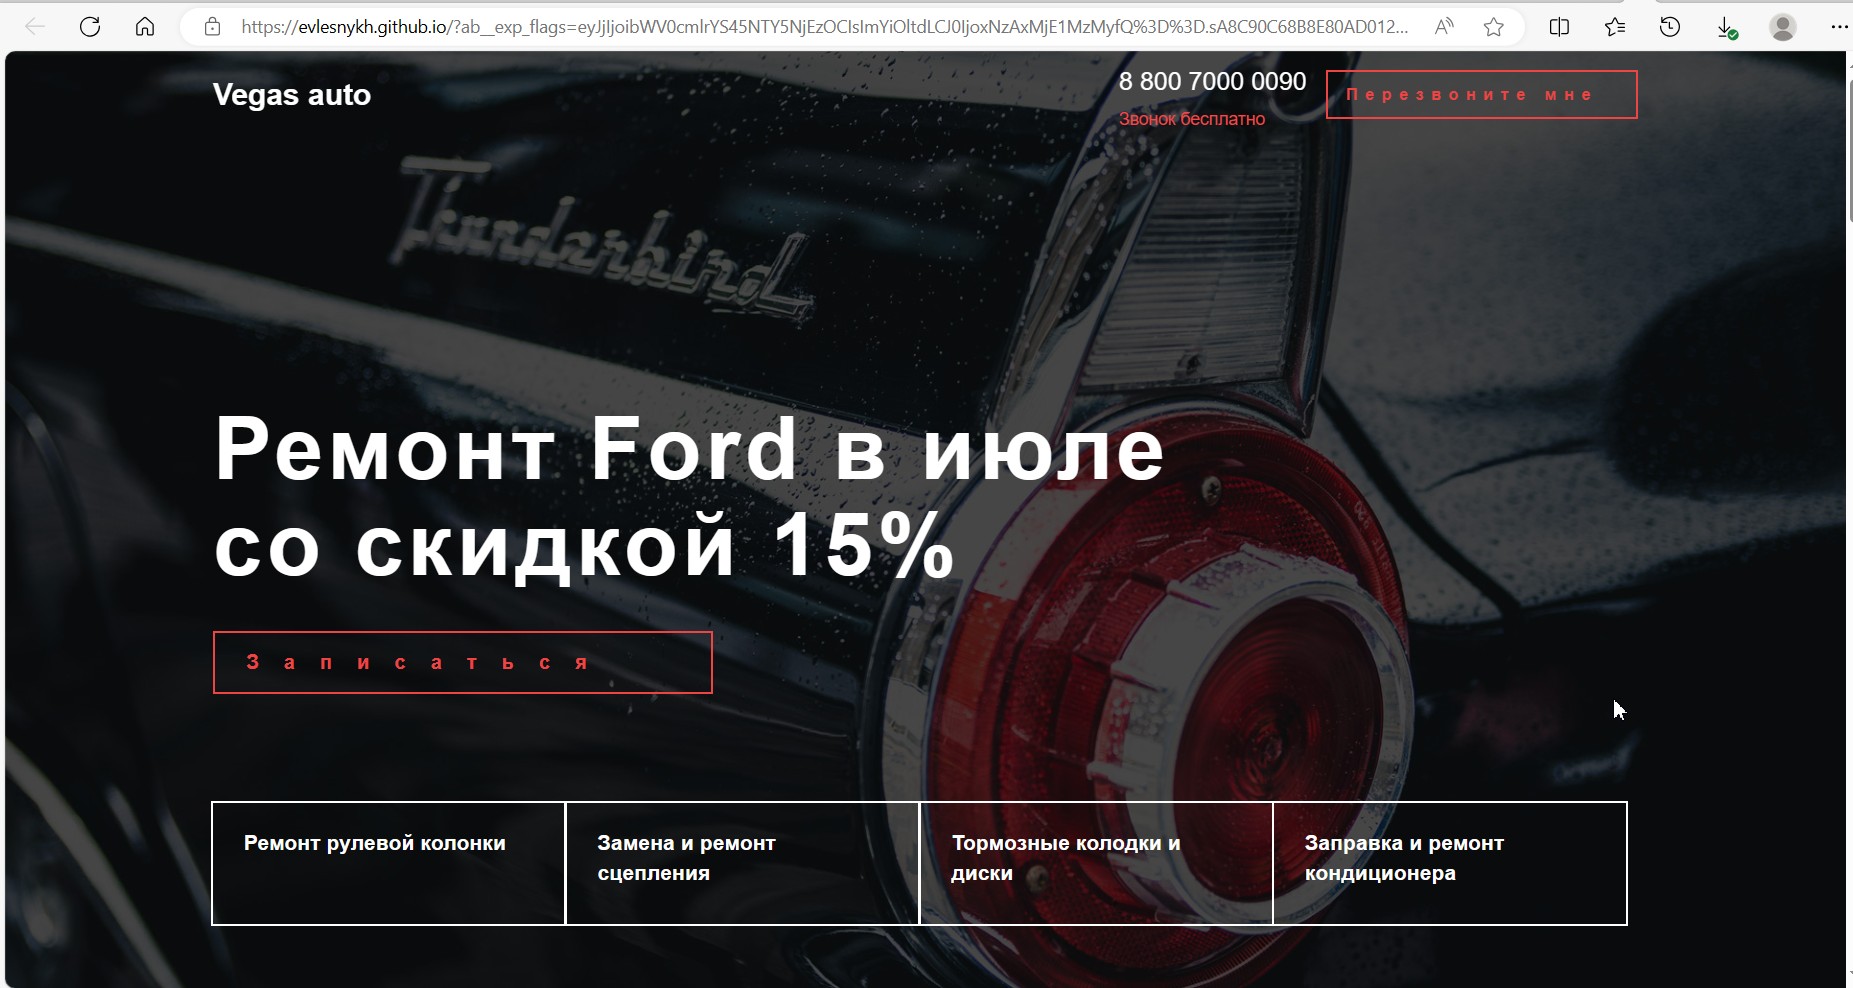 https://evlesnykh.github.io/?ab__exp_flags=eyJjIjoibWV0cmlrYS45NTY5NjEzOCIsImYiOltdLCJ0IjoxNzAxMjE1MzMyfQ%3D%3D.sA8C90C68B8E80AD012...
Vegas auto
8 800 7000 0090
Звонок бесплатно
Перезвоните мне
Thunderbird
Ремонт Ford в июле
со скидкой 15%
Записаться
Ремонт рулевой колонки
Замена и ремонт
сцепления
Тормозные колодки и
диски
Заправка и ремонт
кондиционера